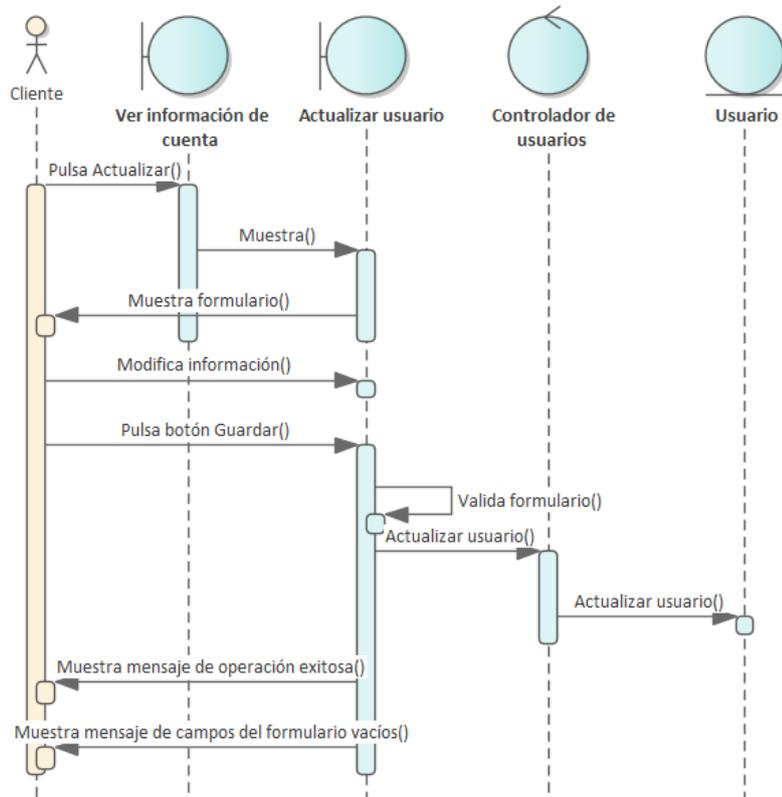 Cliente
Ver información de
cuenta
Actualizar usuario
Controlador de
usuarios
Usuario
Pulsa Actualizar()
Muestra()
Muestra formulario()
Modifica información()
Pulsa botón Guardar()
Valida formulario()
Actualizar usuario()
Actualizar usuario()
Muestra mensaje de operación exitosa()
Muestra mensaje de campos del formulario vacíos()